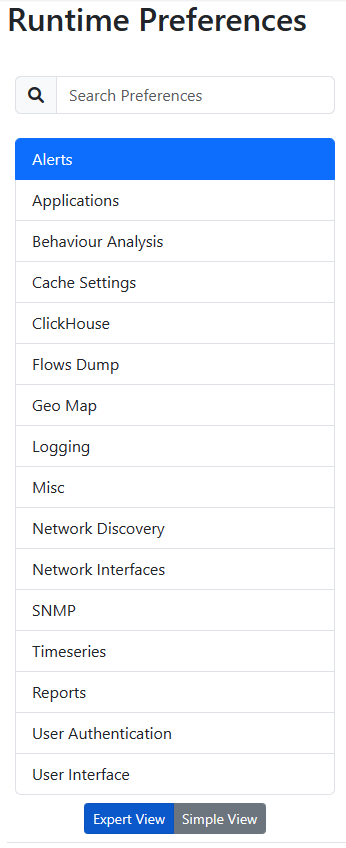 Runtime Preferences
Search Preferences
Alerts
Applications
Behaviour Analysis
Cache Settings
ClickHouse
Flows Dump
Geo Map
Logging
Misc
Network Discovery
Network Interfaces
SNMP
Timeseries
Reports
User Authentication
User Interface
Expert View Simple View